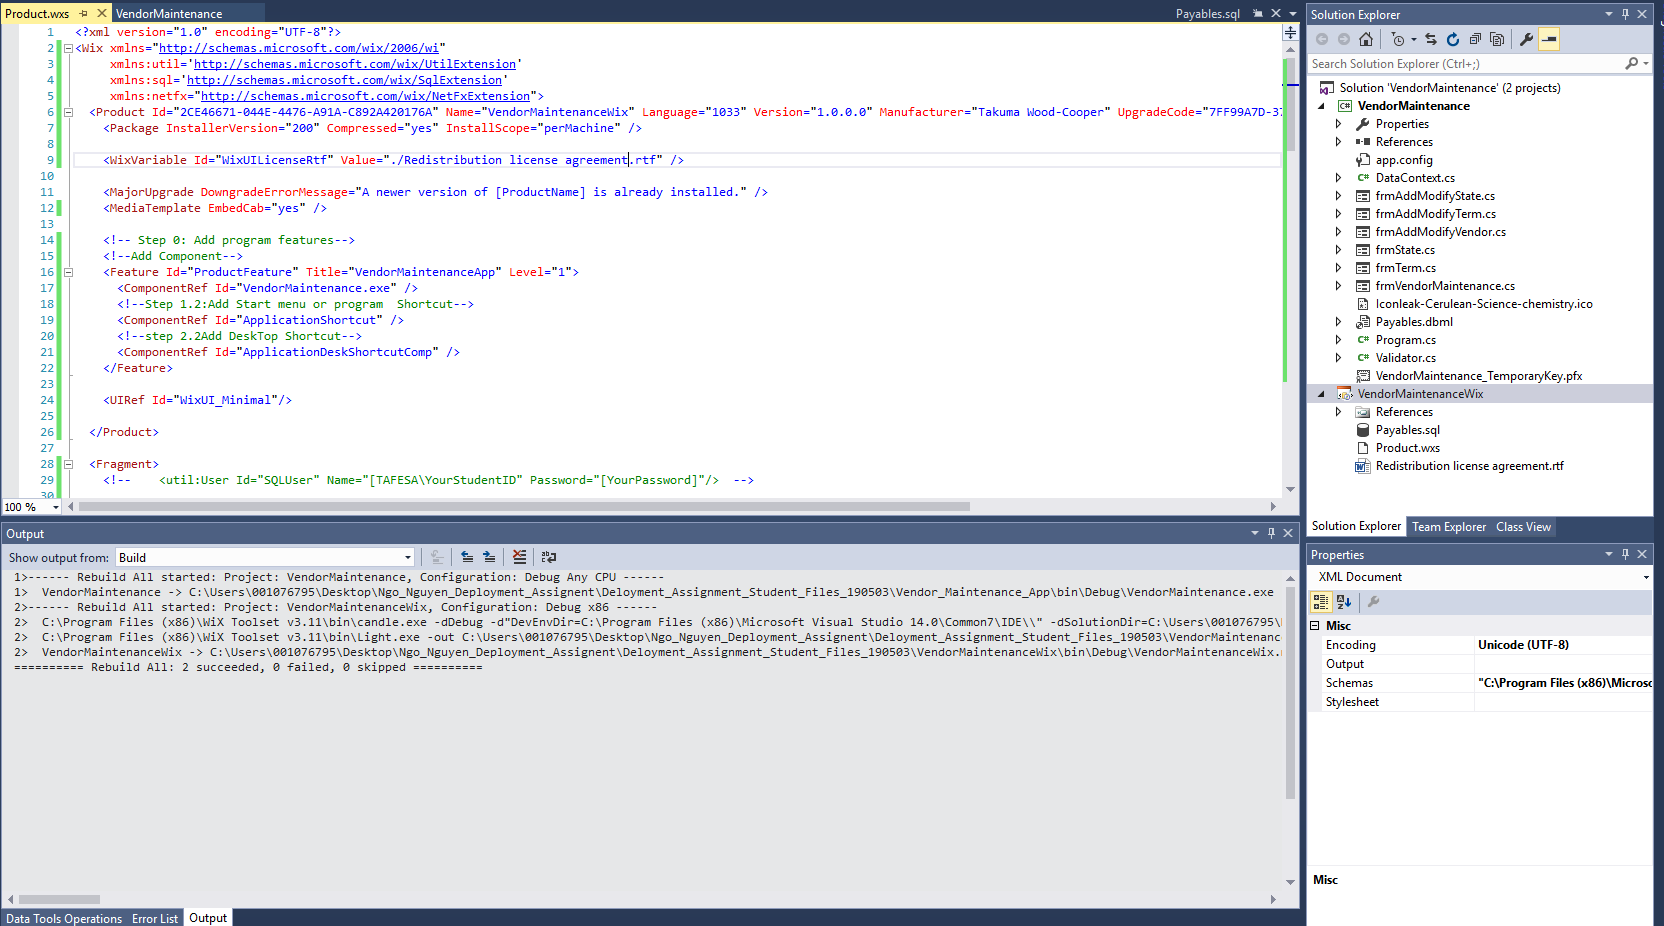 Product.wxs
VendorMaintenance
Payables.sql
1 <?xml version="1.0" encoding="UTF-8"?>
2 <Wix xmlns="http://schemas.microsoft.com/wix/2006/wi"
3 xmlns:util='http://schemas.microsoft.com/wix/UtilExtension'
4 xmlns:sql='http://schemas.microsoft.com/wix/SqlExtension'
5 xmlns:netfx="http://schemas.microsoft.com/wix/NetFxExtension">
6 <Product Id="2CE46671-044E-4476-A91A-C892A420176A" Name="VendorMaintenanceWix" Language="1033" Version="1.0.0.0" Manufacturer="Takuma Wood-Cooper" UpgradeCode="7FF99A7D-37
7 <Package InstallerVersion="200" Compressed="yes" InstallScope="perMachine" />
8
9 <WixVariable Id="WixUILicenseRtf" Value="./Redistribution license agreement.rtf" />
10
11 <MajorUpgrade DowngradeErrorMessage="A newer version of [ProductName] is already installed." />
12 <MediaTemplate EmbedCab="yes" />
13
14 <!-- Step 0: Add program features-->
15 <!--Add Component-->
16 <Feature Id="ProductFeature" Title="VendorMaintenanceApp" Level="1">
17 <ComponentRef Id="VendorMaintenance.exe" />
18 <!--Step 1.2:Add Start menu or program  Shortcut-->
19 <ComponentRef Id="ApplicationShortcut" />
20 <!--step 2.2Add DeskTop Shortcut-->
21 <ComponentRef Id="ApplicationDeskShortcutComp" />
22 </Feature>
23
24 <UIRef Id="WixUI_Minimal"/>
25
26 </Product>
27
28 <Fragment>
29 <!--    <util:User Id="SQLUser" Name="[TAFESA\YourStudentID" Password="[YourPassword]"/>  -->
30
100 %
Output
Show output from: Build
1>------ Rebuild All started: Project: VendorMaintenance, Configuration: Debug Any CPU ------
1>  VendorMaintenance -> C:\Users\001076795\Desktop\Ngo_Nguyen_Deployment_Assignent\Deloyment_Assignment_Student_Files_190503\Vendor_Maintenance_App\bin\Debug\VendorMaintenance.exe
2>------ Rebuild All started: Project: VendorMaintenanceWix, Configuration: Debug x86 ------
2>  C:\Program Files (x86)\WiX Toolset v3.11\bin\candle.exe -dDebug -d"DevEnvDir=C:\Program Files (x86)\Microsoft Visual Studio 14.0\Common7\IDE\\" -dSolutionDir=C:\Users\001076795\
2>  C:\Program Files (x86)\WiX Toolset v3.11\bin\Light.exe -out C:\Users\001076795\Desktop\Ngo_Nguyen_Deployment_Assignent\Deloyment_Assignment_Student_Files_190503\VendorMaintenance
2>  VendorMaintenanceWix -> C:\Users\001076795\Desktop\Ngo_Nguyen_Deployment_Assignent\Deloyment_Assignment_Student_Files_190503\VendorMaintenanceWix\bin\Debug\VendorMaintenanceWix.
========== Rebuild All: 2 succeeded, 0 failed, 0 skipped ==========
Data Tools Operations
Error List
Output
Solution Explorer
Search Solution Explorer (Ctrl+;)
Solution 'VendorMaintenance' (2 projects)
VendorMaintenance
Properties
References
app.config
DataContext.cs
frmAddModifyState.cs
frmAddModifyTerm.cs
frmAddModifyVendor.cs
frmState.cs
frmTerm.cs
frmVendorMaintenance.cs
Iconleak-Cerulean-Science-chemistry.ico
Payables.dbml
Program.cs
Validator.cs
VendorMaintenance_TemporaryKey.pfx
VendorMaintenanceWix
References
Payables.sql
Product.wxs
Redistribution license agreement.rtf
Solution Explorer
Team Explorer
Class View
Properties
XML Document
Misc
Encoding Unicode (UTF-8)
Output
Schemas "C:\Program Files (x86)\Microso
Stylesheet
Misc